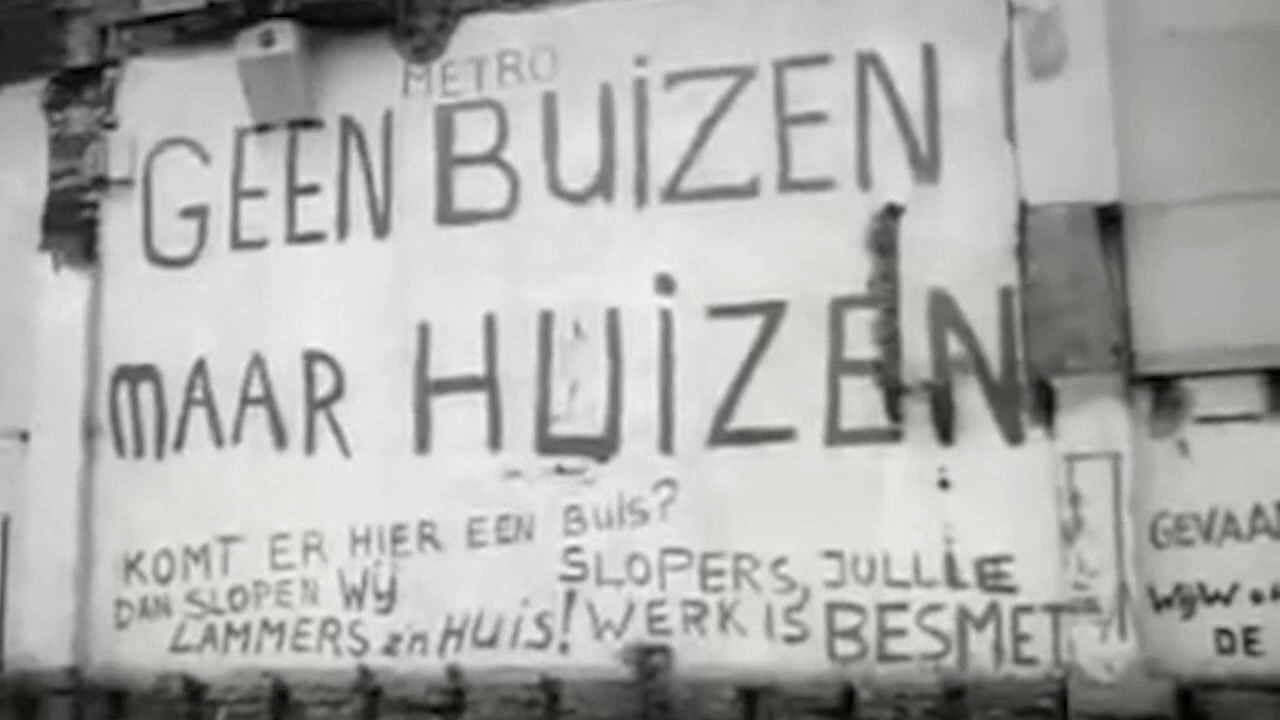 METRO
GEEN BUiZEN
MAAR HUiZEN
KOMT ER HIER EEN Buis?
DAN SLOPEN WIJ
LAMMERS z'n HUiS!
SLOPERS, JULLIE
WERK IS BESMET
GEVAA
DE